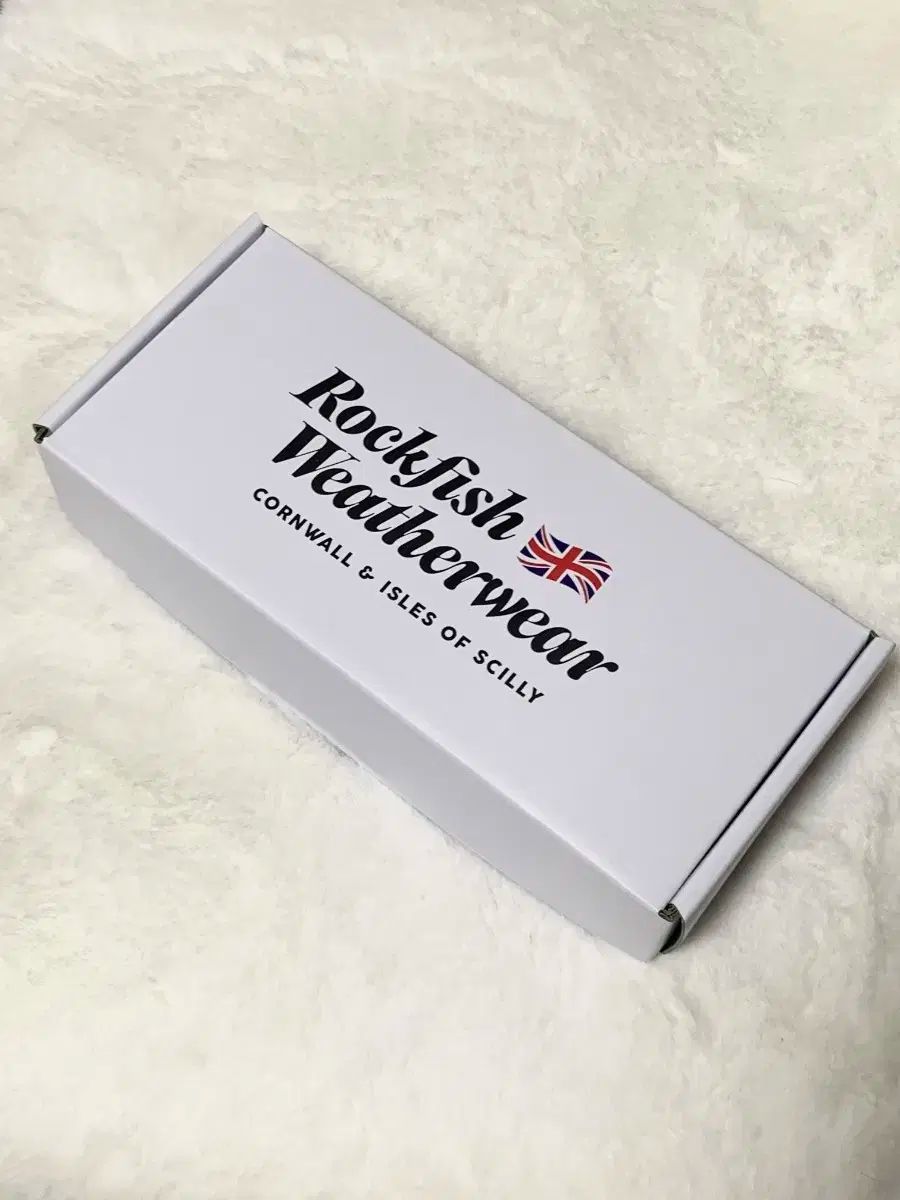 Rockfish
Weatherwear
CORNWALL & ISLES OF SCILLY